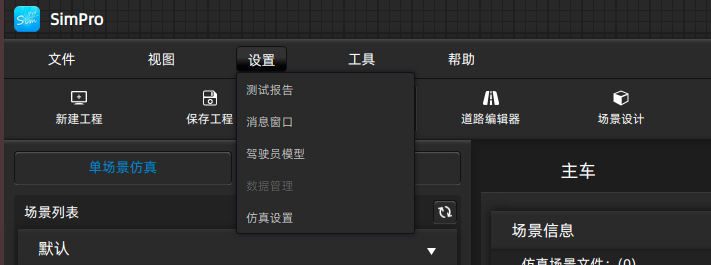 Sim
SimPro
文件 视图 设置 工具 帮助
测试报告
消息窗口
驾驶员模型
数据管理
仿真设置
新建工程 保存工程 道路编辑器 场景设计
单场景仿真
场景列表
默认
主车
场景信息
仿真场景文件：(0)